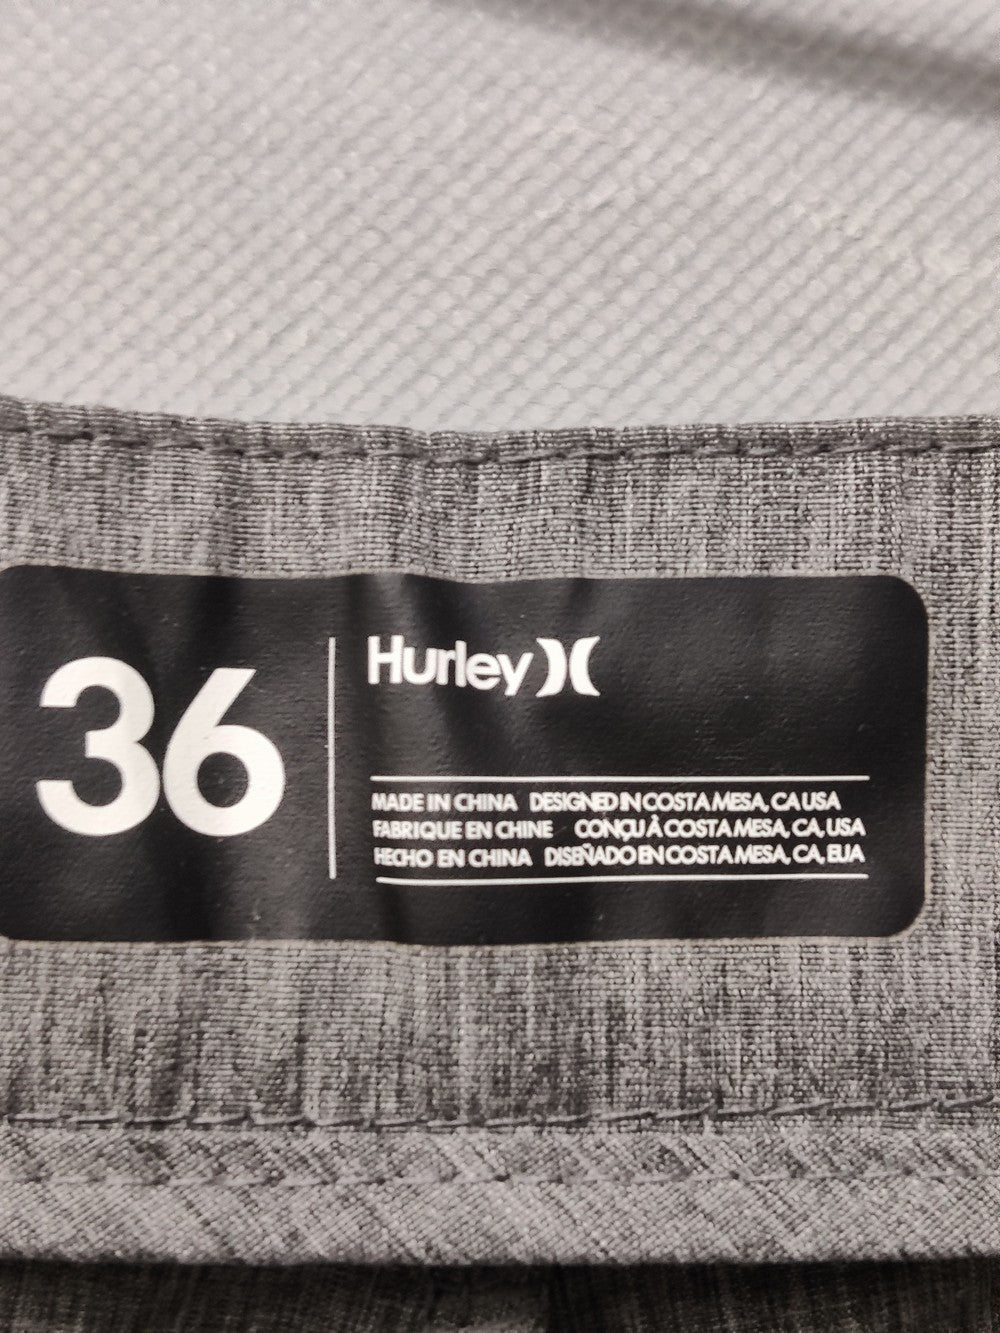 36
Hurley
MADE IN CHINA DESIGNED IN COSTA MESA, CA USA
FABRIQUE EN CHINE CONÇU À COSTA MESA, CA, USA
HECHO EN CHINA DISEÑADO EN COSTA MESA, CA, EUA